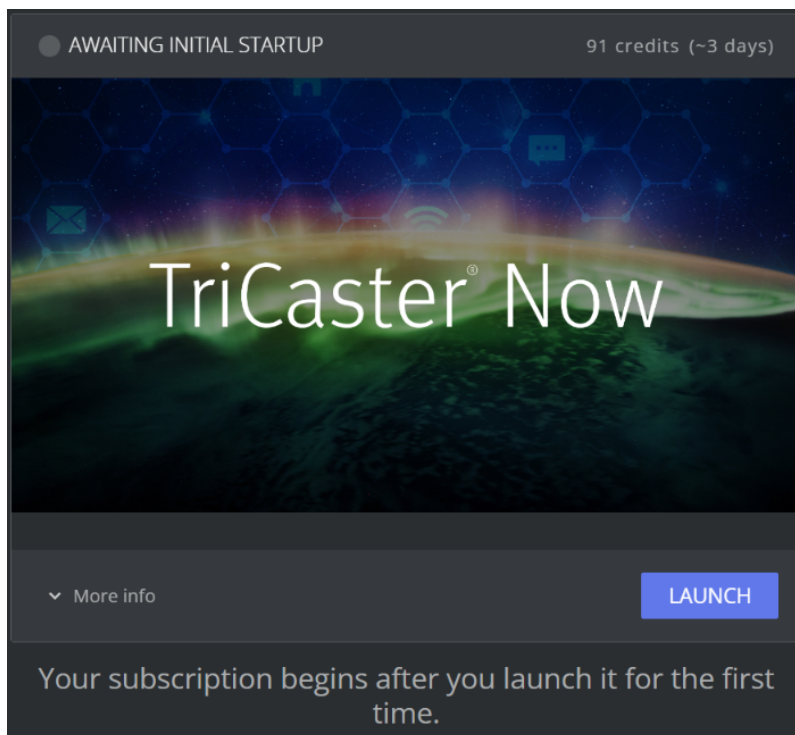 AWAITING INITIAL STARTUP 91 credits (~3 days)
TriCaster® Now
More info LAUNCH
Your subscription begins after you launch it for the first
time.